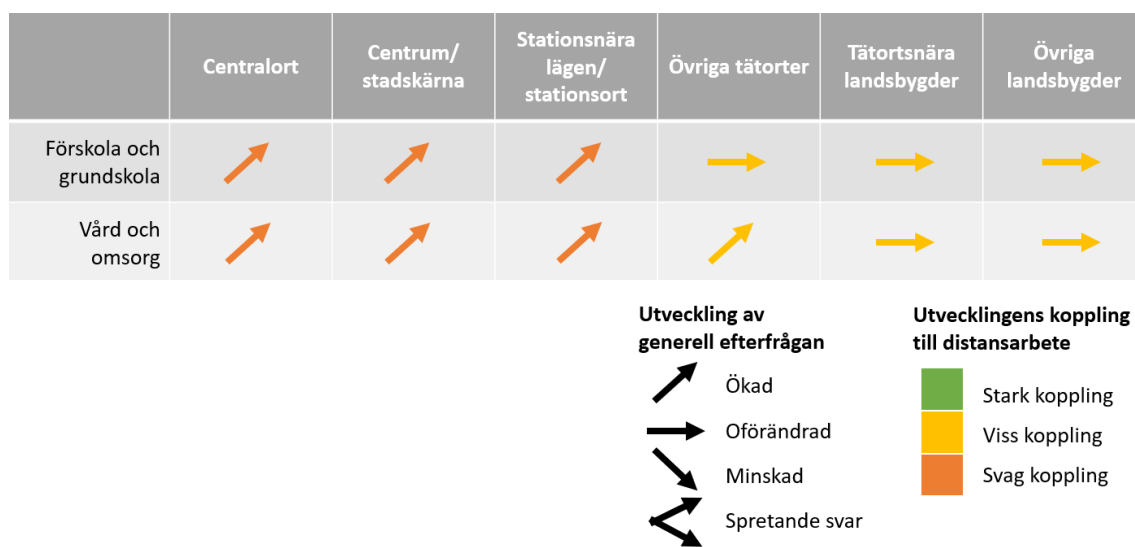 Centralort
Centrum/
stadskärna
Stationsnära
lägen/
stationsort
Övriga tätorter
Tätortsnära
landsbygder
Övriga
landsbygder
Förskola och
grundskola
Vård och
omsorg
Utveckling av
generell efterfrågan
Ökad
Oförändrad
Minskad
Spretande svar
Utvecklingens koppling
till distansarbete
Stark koppling
Viss koppling
Svag koppling